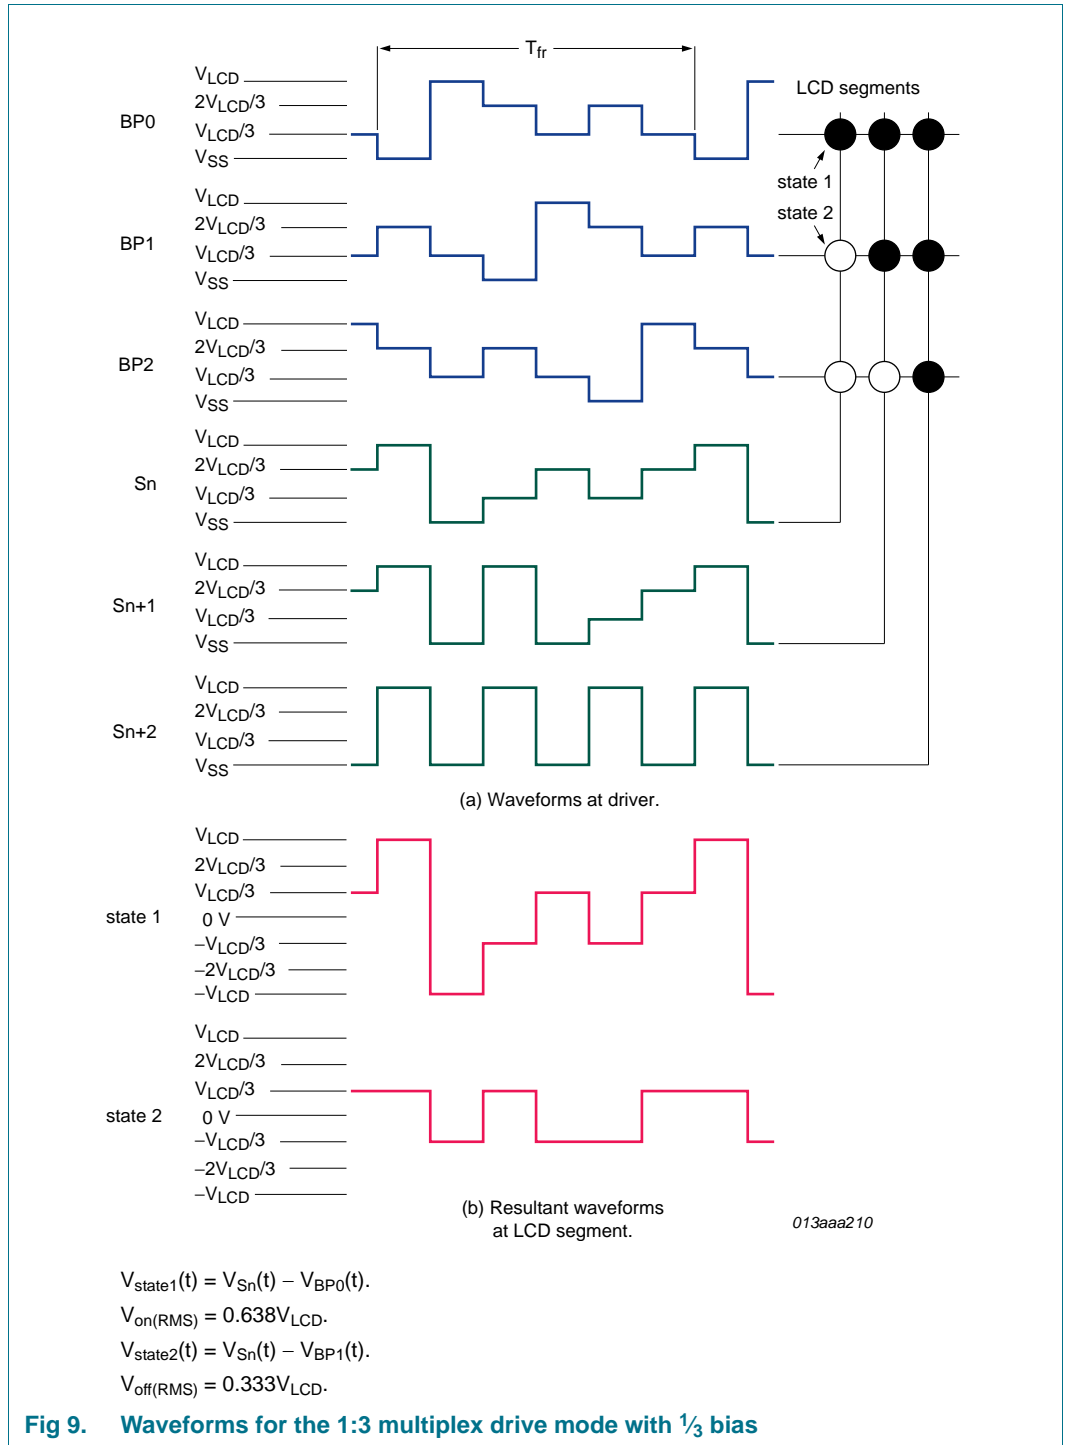 Tfr
VLCD
2VLCD/3
BP0
VLCD/3
VSS
LCD segments
state 1
state 2
VLCD
2VLCD/3
BP1
VLCD/3
VSS
VLCD
2VLCD/3
BP2
VLCD/3
VSS
VLCD
2VLCD/3
Sn
VLCD/3
VSS
VLCD
2VLCD/3
Sn+1
VLCD/3
VSS
VLCD
2VLCD/3
Sn+2
VLCD/3
VSS
(a) Waveforms at driver.
VLCD
2VLCD/3
VLCD/3
state 1
0 V
−VLCD/3
−2VLCD/3
−VLCD
VLCD
2VLCD/3
VLCD/3
state 2
0 V
−VLCD/3
−2VLCD/3
−VLCD
(b) Resultant waveforms
at LCD segment.
013aaa210
Vstate1(t) = VSn(t) − VBP0(t).
Von(RMS) = 0.638VLCD.
Vstate2(t) = VSn(t) − VBP1(t).
Voff(RMS) = 0.333VLCD.
Fig 9. Waveforms for the 1:3 multiplex drive mode with 1⁄3 bias